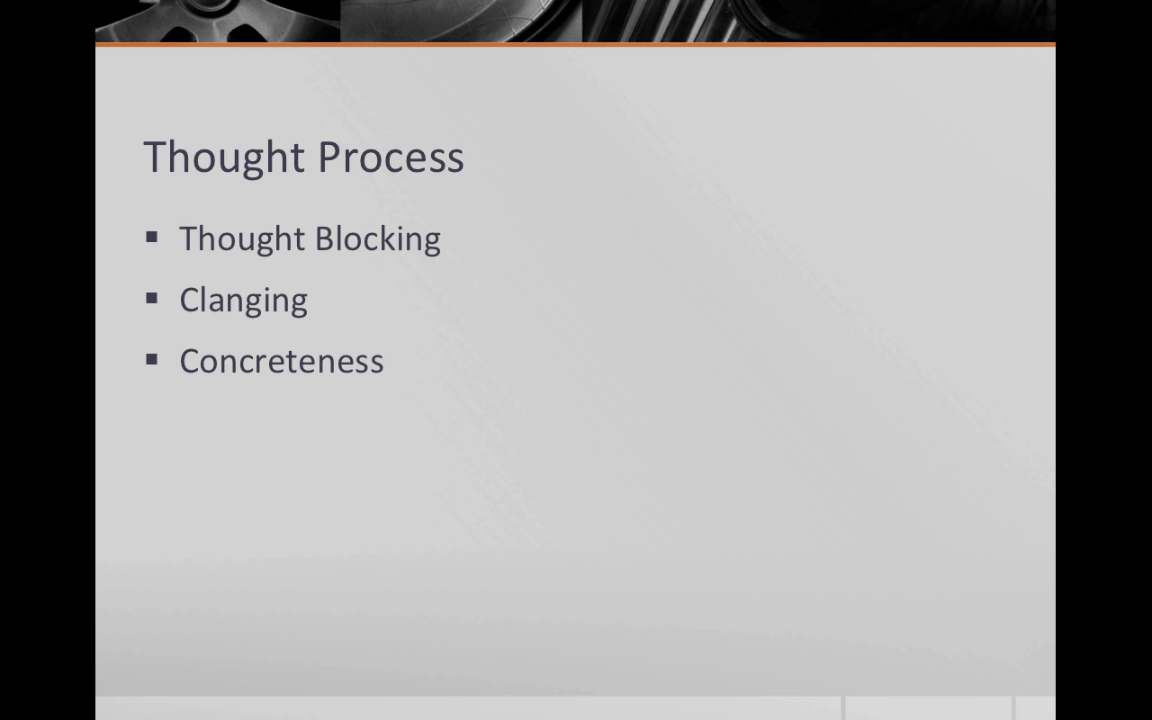 Thought Process
▪ Thought Blocking
▪ Clanging
▪ Concreteness